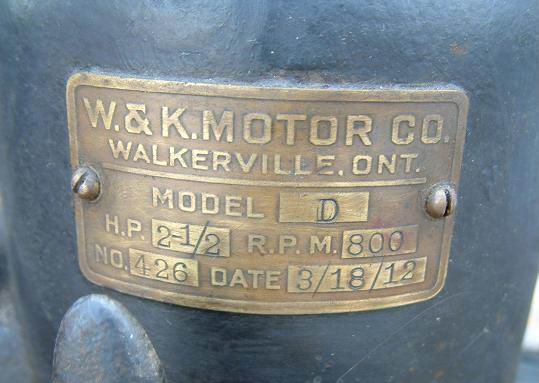 W. & K. MOTOR CO.
WALKERVILLE, ONT.
MODEL D
H.P. 2-1/2 R.P.M. 800
NO. 426 DATE 3/18/12